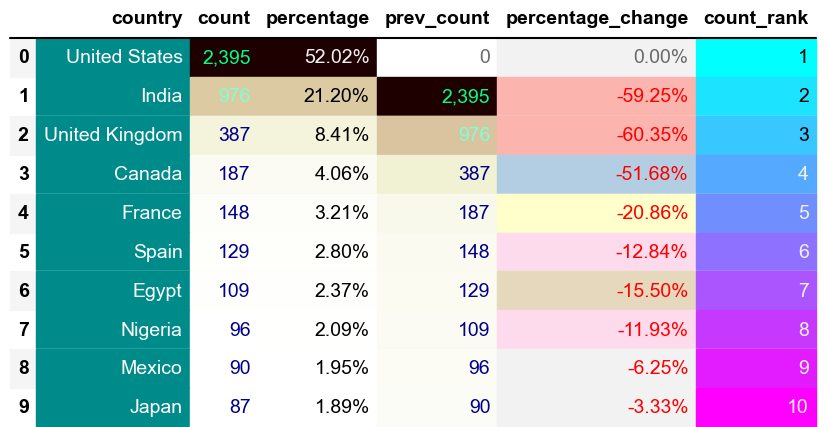 country count percentage prev_count percentage_change count_rank
0 United States 2,395 52.02% 0 0.00% 1
1 India 976 21.20% 2,395 -59.25% 2
2 United Kingdom 387 8.41% 976 -60.35% 3
3 Canada 187 4.06% 387 -51.68% 4
4 France 148 3.21% 187 -20.86% 5
5 Spain 129 2.80% 148 -12.84% 6
6 Egypt 109 2.37% 129 -15.50% 7
7 Nigeria 96 2.09% 109 -11.93% 8
8 Mexico 90 1.95% 96 -6.25% 9
9 Japan 87 1.89% 90 -3.33% 10